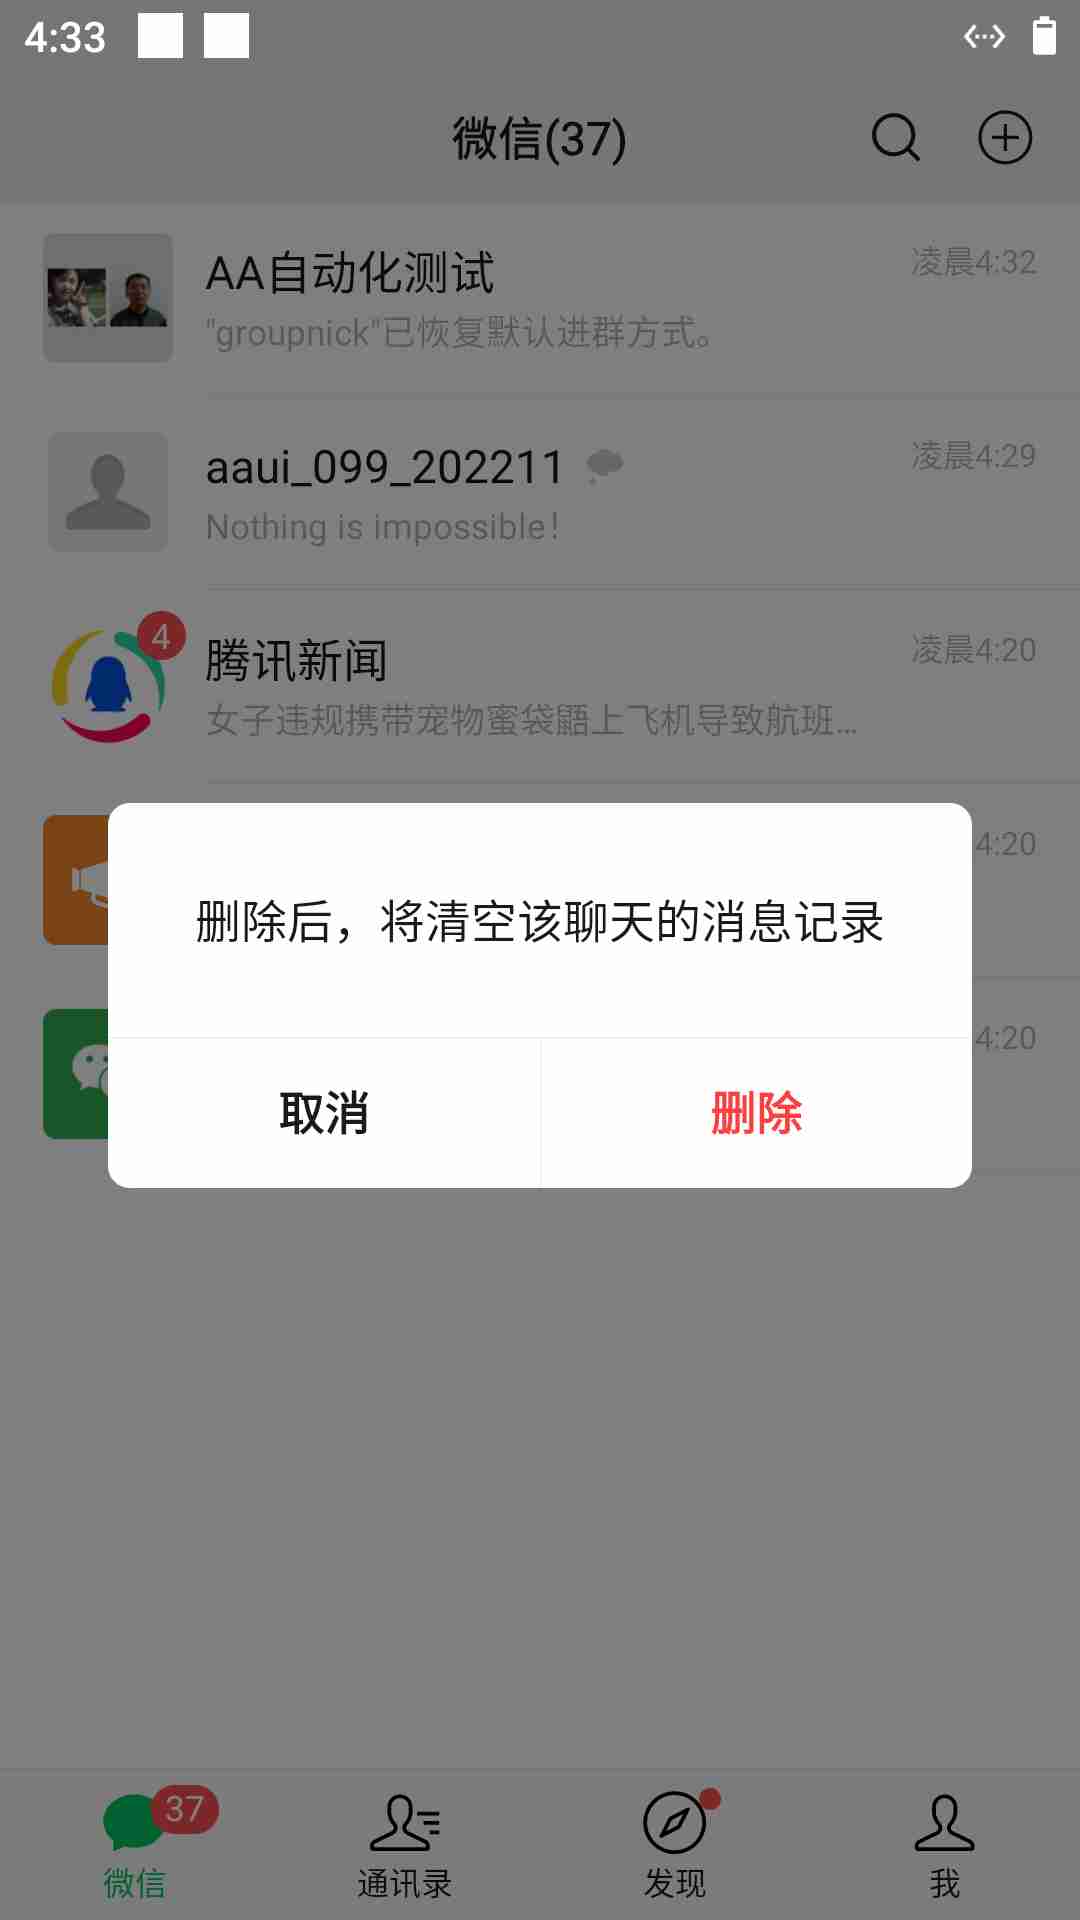 4:33
微信(37)
AA自动化测试
凌晨4:32
"groupnick"已恢复默认进群方式。
aaui_099_202211
凌晨4:29
Nothing is impossible!
4
腾讯新闻
凌晨4:20
女子违规携带宠物蜜袋鼯上飞机导致航班...
4:20
删除后，将清空该聊天的消息记录
4:20
取消
删除
37
微信
通讯录
发现
我